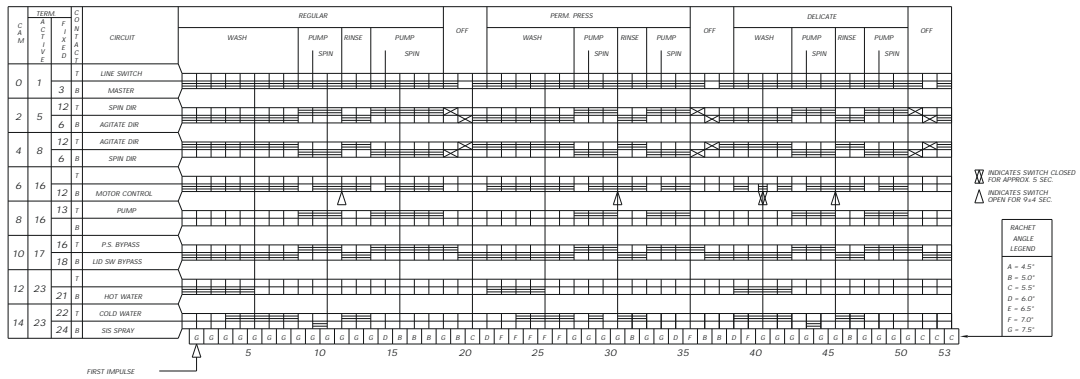 CAM
TERM.
ACTIVE
FIXED
CONTACT
CIRCUIT
REGULAR
WASH
PUMP
SPIN
RINSE
PUMP
SPIN
OFF
PERM. PRESS
WASH
PUMP
SPIN
RINSE
PUMP
SPIN
OFF
DELICATE
WASH
PUMP
SPIN
RINSE
PUMP
SPIN
OFF
0 1
T LINE SWITCH
3 B MASTER
2 5
12 T SPIN DIR
6 B AGITATE DIR
4 8
12 T AGITATE DIR
6 B SPIN DIR
6 16
T
12 B MOTOR CONTROL
8 16
13 T PUMP
B
10 17
16 T P.S. BYPASS
18 B LID SW BYPASS
12 23
T
21 B HOT WATER
14 23
22 T COLD WATER
24 B SIS SPRAY
G G G G G G G G G G G G G D B B B G B C D F F F F F G G G G B G G D F B B D F G G G G G G B G G G G C C C
5 10 15 20 25 30 35 40 45 50 53
FIRST IMPULSE
INDICATES SWITCH CLOSED
FOR APPROX. 5 SEC.
INDICATES SWITCH
OPEN FOR 9±4 SEC.
RACHET
ANGLE
LEGEND
A = 4.5°
B = 5.0°
C = 5.5°
D = 6.0°
E = 6.5°
F = 7.0°
G = 7.5°